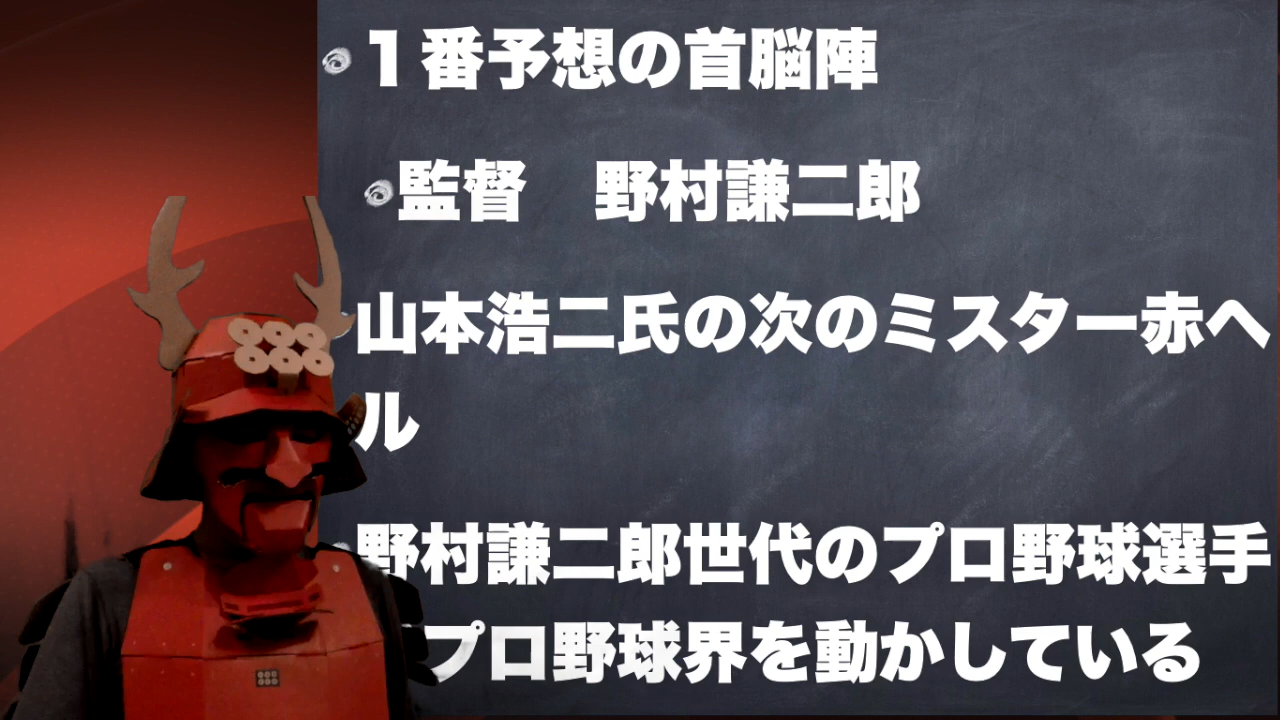 １番予想の首脳陣
監督　野村謙二郎
山本浩二氏の次のミスター赤ヘ
ル
野村謙二郎世代のプロ野球選手
プロ野球界を動かしている